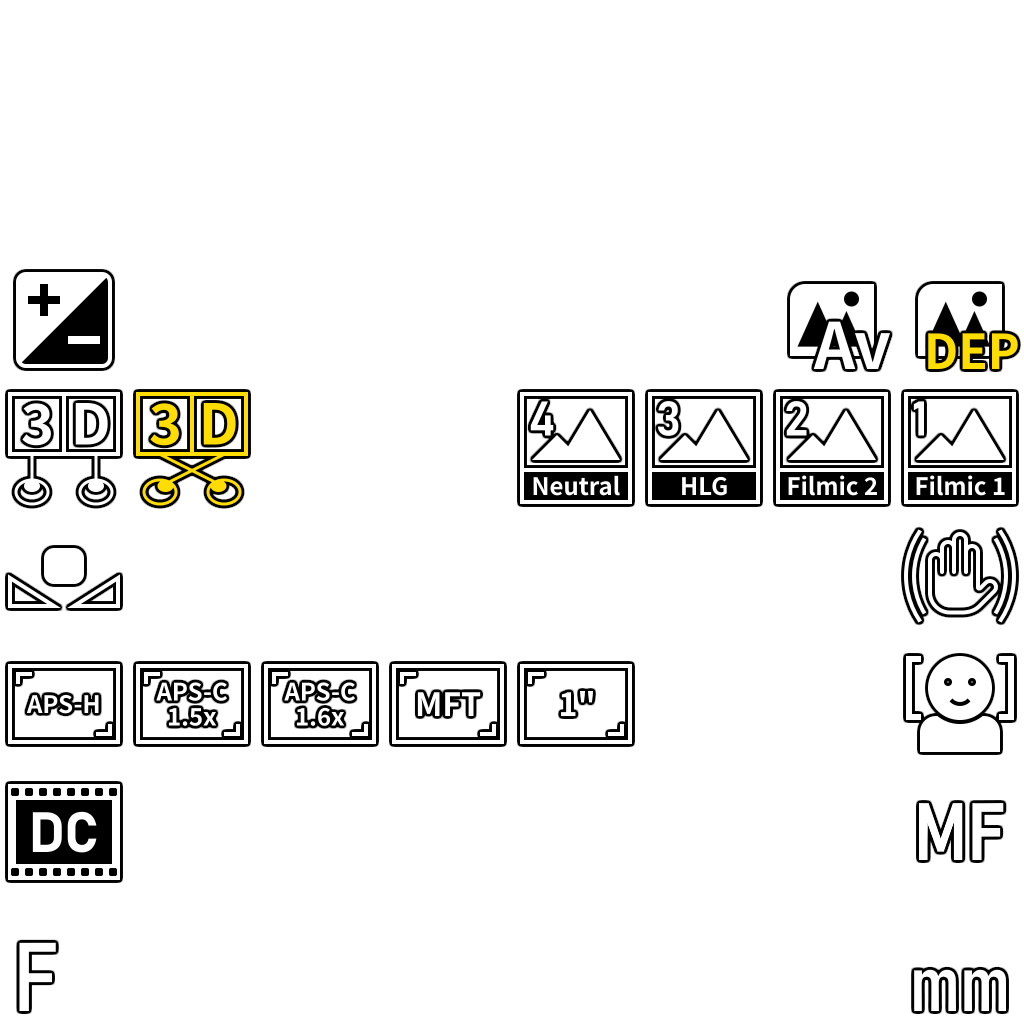 +
−
Av
DEP
3D
3D
4
Neutral
3
HLG
2
Filmic 2
1
Filmic 1
APS-H
APS-C
1.5x
APS-C
1.6x
MFT
1"
DC
MF
F
mm